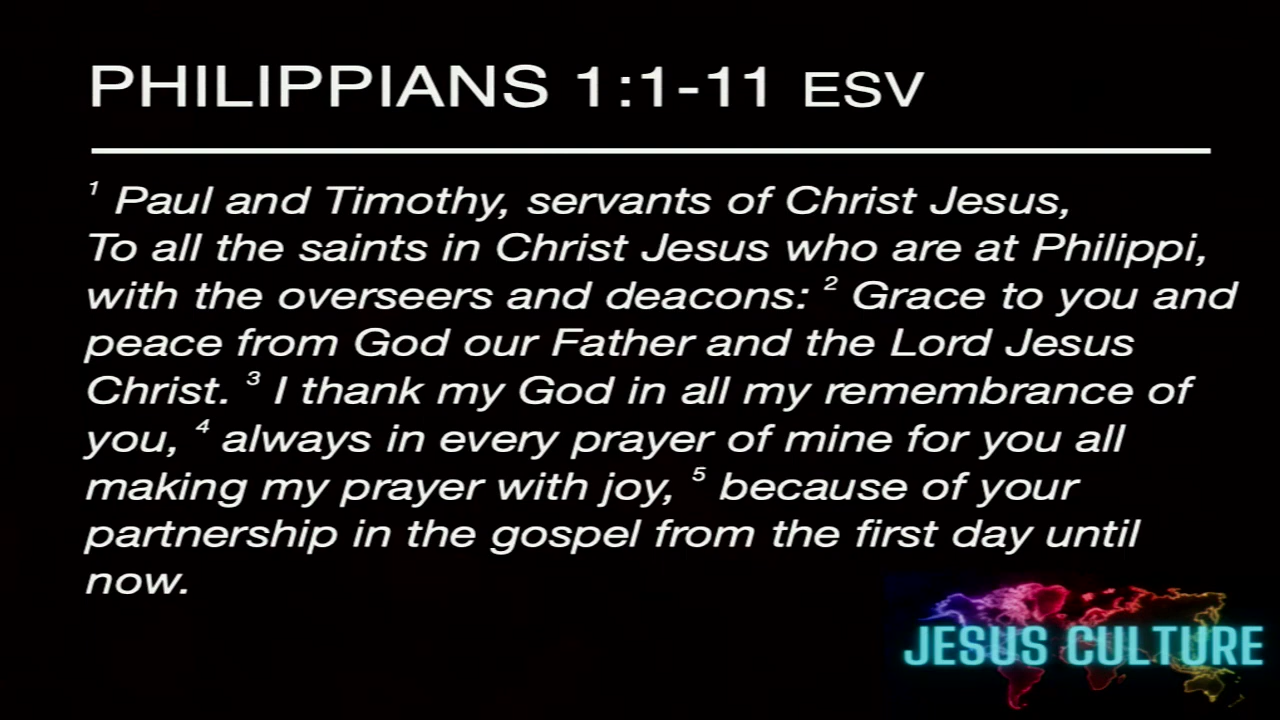 PHILIPPIANS 1:1-11 ESV
¹ Paul and Timothy, servants of Christ Jesus,
To all the saints in Christ Jesus who are at Philippi,
with the overseers and deacons: ² Grace to you and
peace from God our Father and the Lord Jesus
Christ. ³ I thank my God in all my remembrance of
you, ⁴ always in every prayer of mine for you all
making my prayer with joy, ⁵ because of your
partnership in the gospel from the first day until
now.
JESUS CULTURE